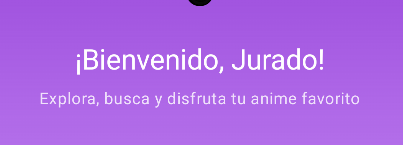 ¡Bienvenido, Jurado!
Explora, busca y disfruta tu anime favorito